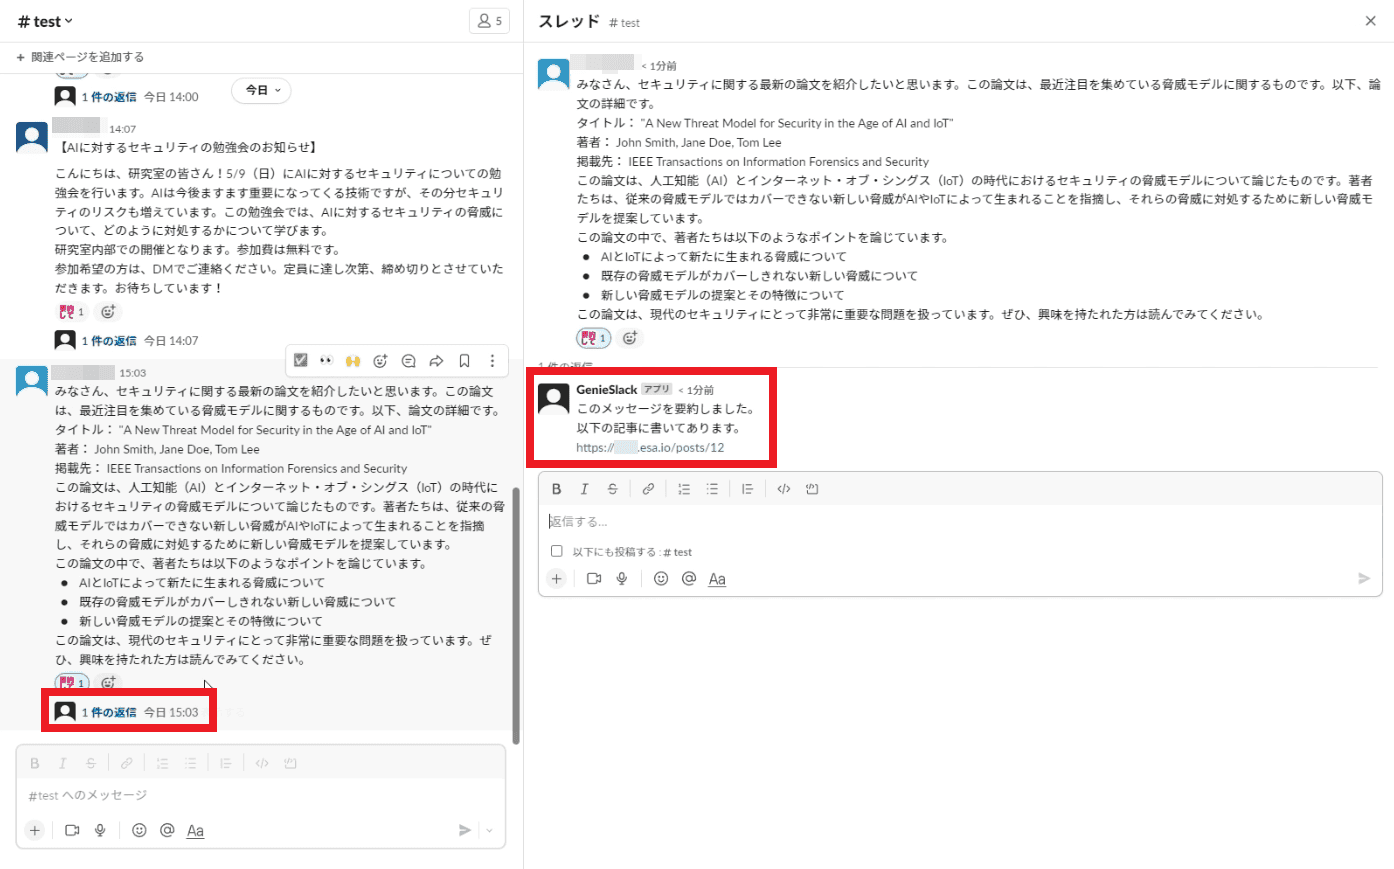 # test
5
+ 関連ページを追加する
1 件の返信 今日 14:00
今日
14:07
【AIに対するセキュリティの勉強会のお知らせ】
こんにちは、研究室の皆さん！5/9（日）にAIに対するセキュリティについての勉
強会を行います。AIは今後ますます重要になってくる技術ですが、その分セキュリ
ティのリスクも増えています。この勉強会では、AIに対するセキュリティの脅威に
ついて、どのように対処するかについて学びます。
研究室内部での開催となります。参加費は無料です。
参加希望の方は、DMでご連絡ください。定員に達し次第、締め切りとさせていた
だきます。お待ちしています！
要約して 1
1 件の返信 今日 14:07
15:03
みなさん、セキュリティに関する最新の論文を紹介したいと思います。この論文
は、最近注目を集めている脅威モデルに関するものです。以下、論文の詳細です。
タイトル： "A New Threat Model for Security in the Age of AI and IoT"
著者： John Smith, Jane Doe, Tom Lee
掲載先： IEEE Transactions on Information Forensics and Security
この論文は、人工知能（AI）とインターネット・オブ・シングス（IoT）の時代に
おけるセキュリティの脅威モデルについて論じたものです。著者たちは、従来の脅
威モデルではカバーできない新しい脅威がAIやIoTによって生まれることを指摘
し、それらの脅威に対処するために新しい脅威モデルを提案しています。
この論文の中で、著者たちは以下のようなポイントを論じています。
● AIとIoTによって新たに生まれる脅威について
● 既存の脅威モデルがカバーしきれない新しい脅威について
● 新しい脅威モデルの提案とその特徴について
この論文は、現代のセキュリティにとって非常に重要な問題を扱っています。ぜ
ひ、興味を持たれた方は読んでみてください。
要約して 1
1 件の返信 今日 15:03
B I S
#test へのメッセージ
+ @ Aa
スレッド # test
< 1分前
みなさん、セキュリティに関する最新の論文を紹介したいと思います。この論文は、最近注目を集めている脅威モデルに関するものです。以下、論
文の詳細です。
タイトル： "A New Threat Model for Security in the Age of AI and IoT"
著者： John Smith, Jane Doe, Tom Lee
掲載先： IEEE Transactions on Information Forensics and Security
この論文は、人工知能（AI）とインターネット・オブ・シングス（IoT）の時代におけるセキュリティの脅威モデルについて論じたものです。著者
たちは、従来の脅威モデルではカバーできない新しい脅威がAIやIoTによって生まれることを指摘し、それらの脅威に対処するために新しい脅威モ
デルを提案しています。
この論文の中で、著者たちは以下のようなポイントを論じています。
● AIとIoTによって新たに生まれる脅威について
● 既存の脅威モデルがカバーしきれない新しい脅威について
● 新しい脅威モデルの提案とその特徴について
この論文は、現代のセキュリティにとって非常に重要な問題を扱っています。ぜひ、興味を持たれた方は読んでみてください。
要約して 1
1 件の返信
GenieSlack アプリ < 1分前
このメッセージを要約しました。
以下の記事に書いてあります。
https:// .esa.io/posts/12
B I S
返信する...
以下にも投稿する : # test
+ @ Aa